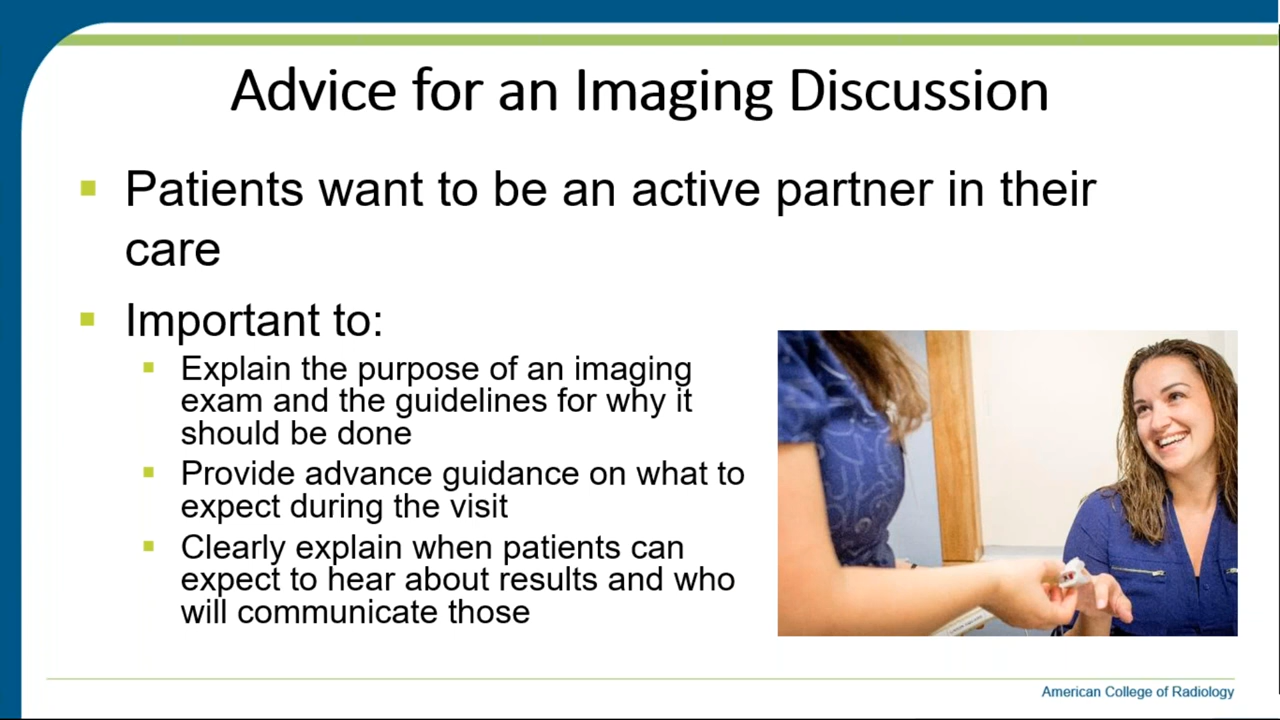 Advice for an Imaging Discussion
Patients want to be an active partner in their
care
Important to:
Explain the purpose of an imaging
exam and the guidelines for why it
should be done
Provide advance guidance on what to
expect during the visit
Clearly explain when patients can
expect to hear about results and who
will communicate those
American College of Radiology